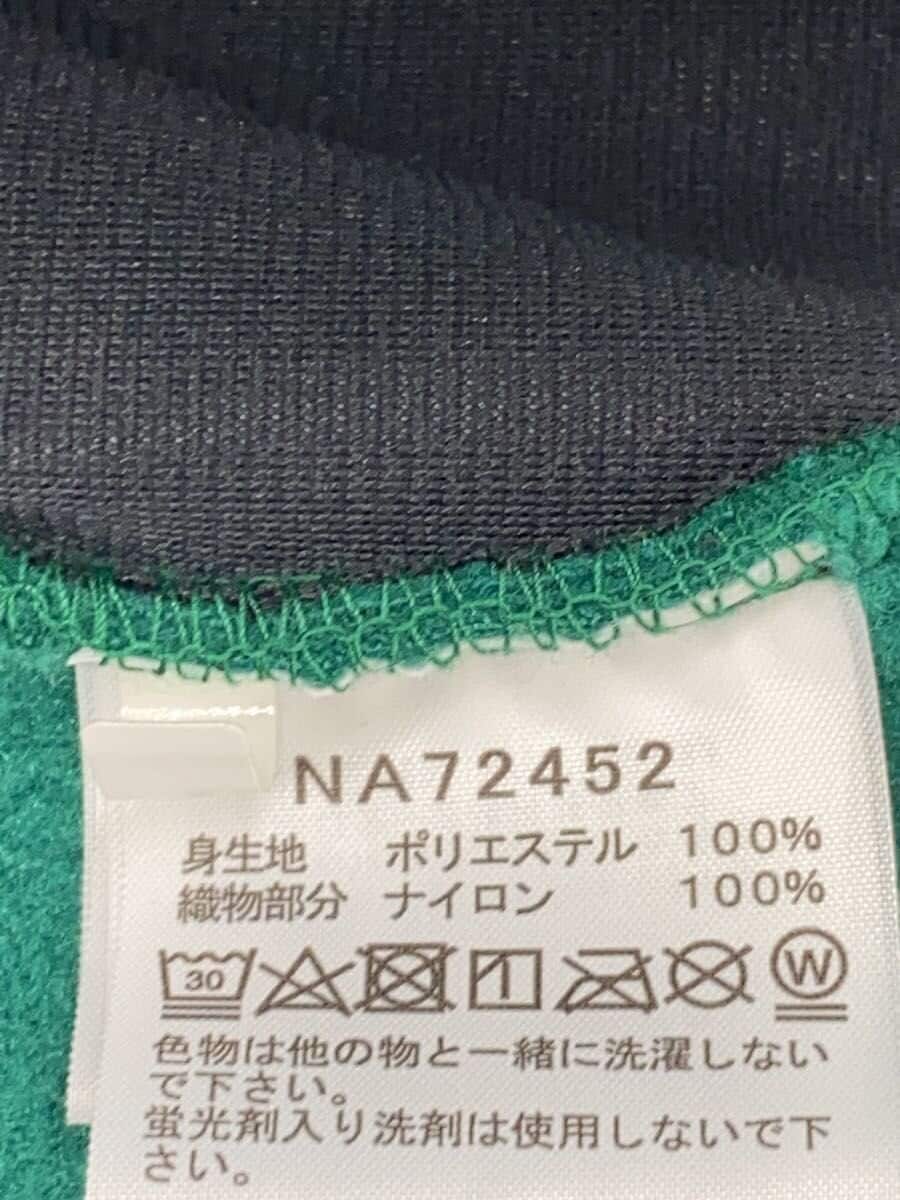 NA72452
身生地 ポリエステル 100%
織物部分 ナイロン 100%
30 W
色物は他の物と一緒に洗濯しない
で下さい。
蛍光剤入り洗剤は使用しないで下
さい。